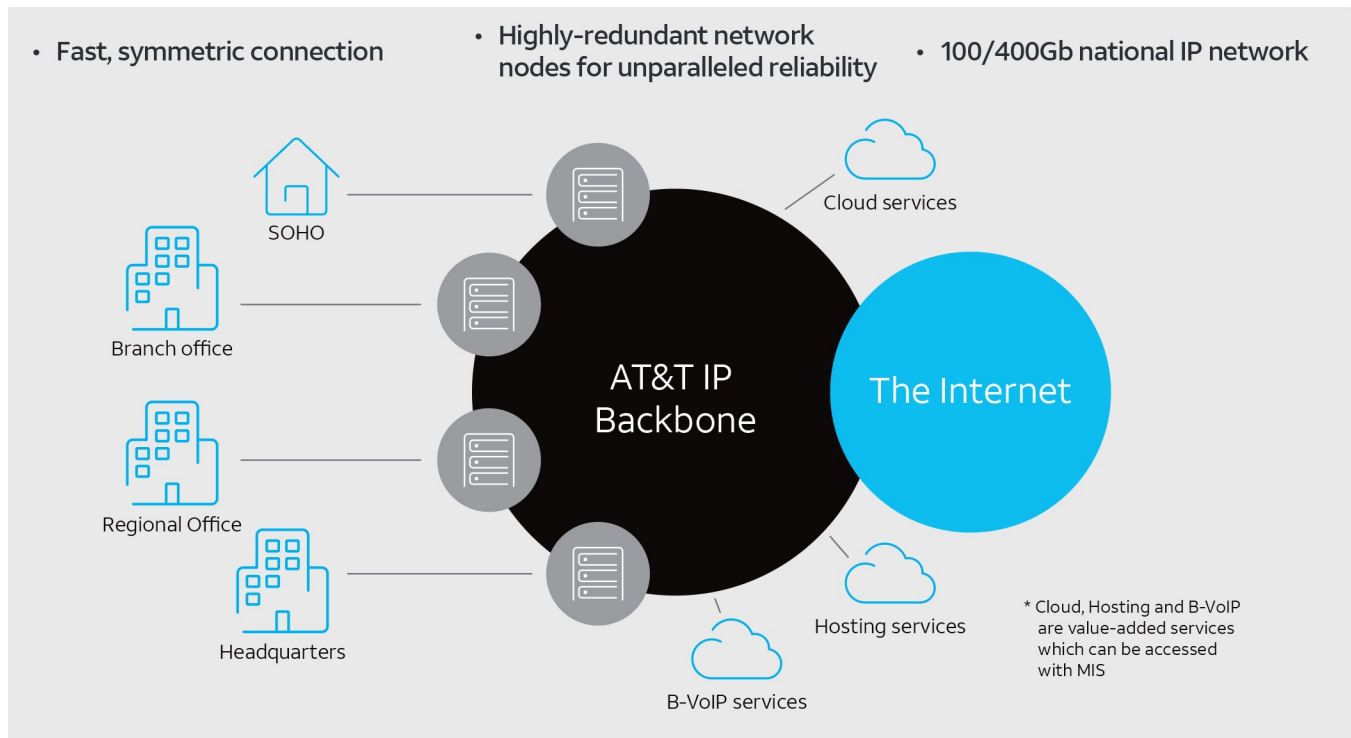 • Fast, symmetric connection
• Highly-redundant network
nodes for unparalleled reliability
• 100/400Gb national IP network
SOHO
Cloud services
Branch office
AT&T IP
Backbone
The Internet
Regional Office
Headquarters
Hosting services
B-VoIP services
* Cloud, Hosting and B-VoIP
are value-added services
which can be accessed
with MIS